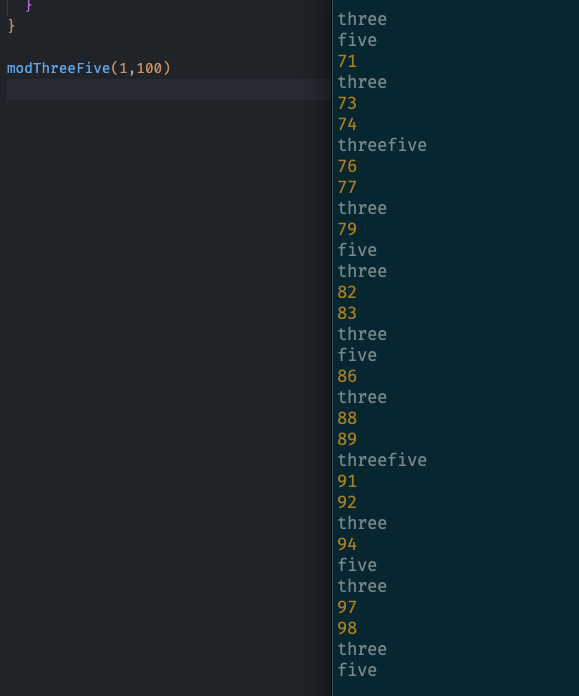 }
}
modThreeFive(1,100)
three
five
71
three
73
74
threefive
76
77
three
79
five
three
82
83
three
five
86
three
88
89
threefive
91
92
three
94
five
three
97
98
three
five